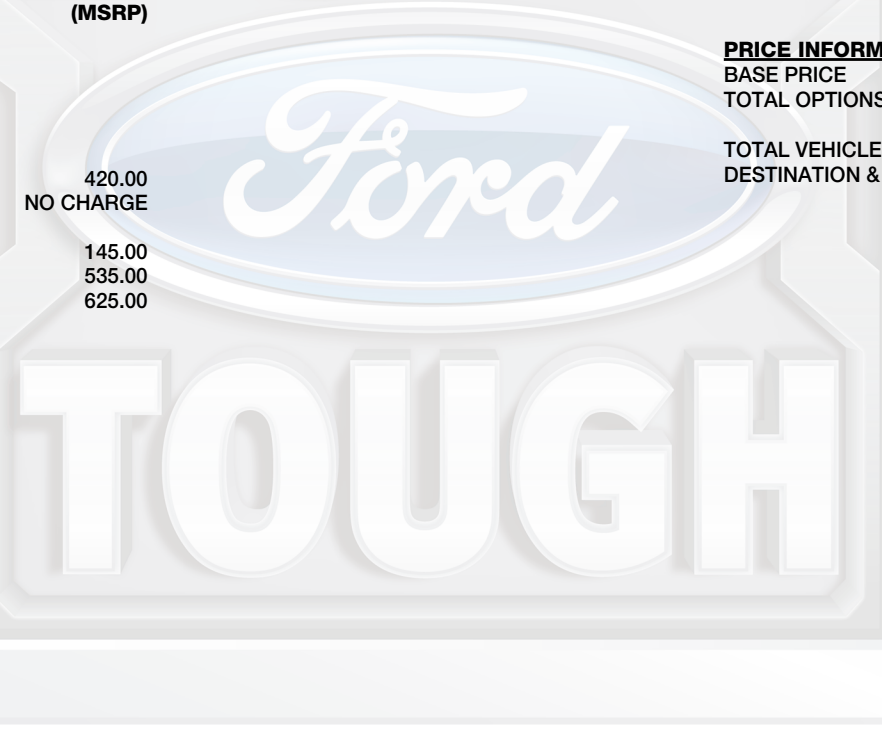 (MSRP)
420.00
NO CHARGE
145.00
535.00
625.00
PRICE INFORM
BASE PRICE
TOTAL OPTIONS
TOTAL VEHICLE
DESTINATION &
Ford
TOUGH